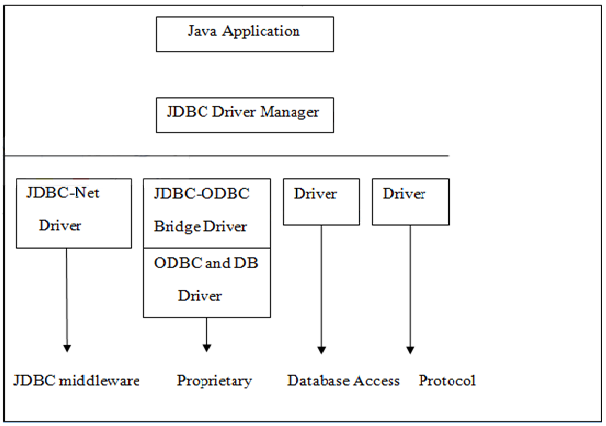 Java Application
JDBC Driver Manager
JDBC-Net
Driver
JDBC-ODBC
Bridge Driver
ODBC and DB
Driver
Driver
Driver
JDBC middleware
Proprietary
Database Access
Protocol